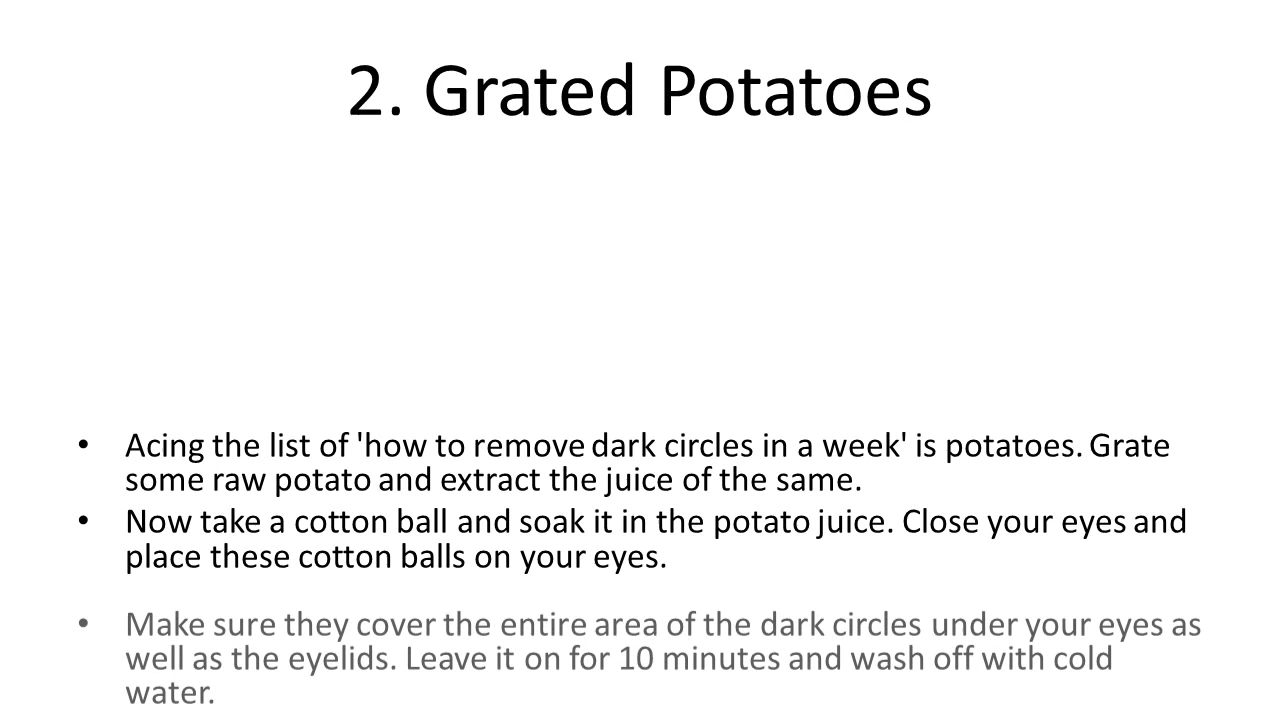 2. Grated Potatoes
• Acing the list of 'how to remove dark circles in a week' is potatoes. Grate
some raw potato and extract the juice of the same.
• Now take a cotton ball and soak it in the potato juice. Close your eyes and
place these cotton balls on your eyes.
• Make sure they cover the entire area of the dark circles under your eyes as
well as the eyelids. Leave it on for 10 minutes and wash off with cold
water.